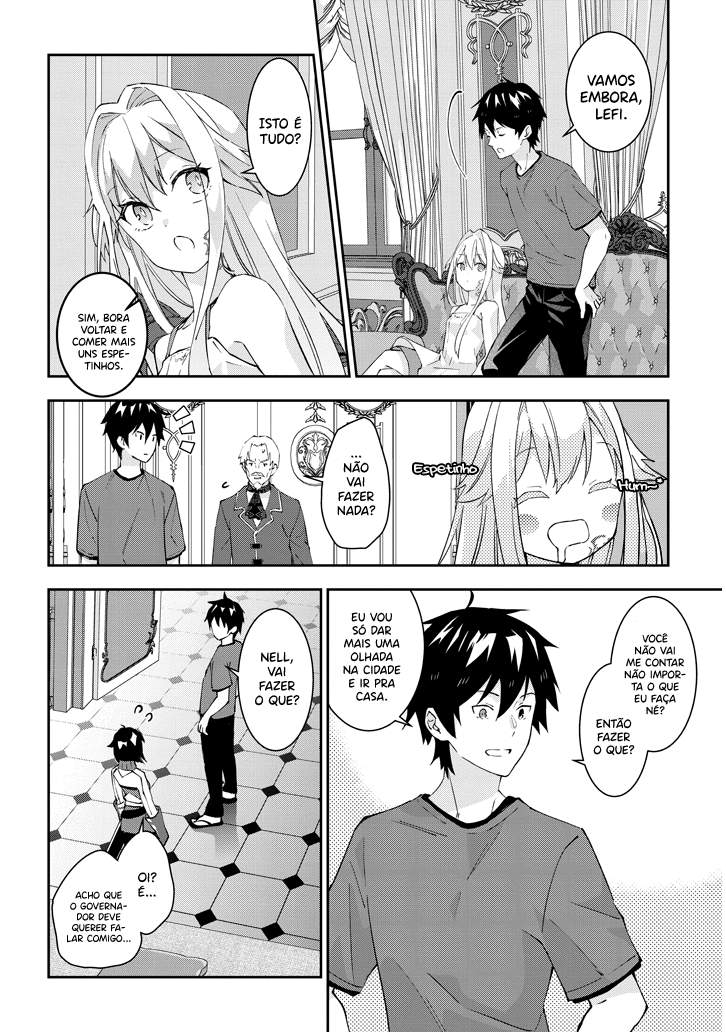 VAMOS
EMBORA,
LEFI.
ISTO É
TUDO?
SIM, BORA
VOLTAR E
COMER MAIS
UNS ESPE-
TINHOS.
Hum~
Espetinho
...
NÃO
VAI
FAZER
NADA?
VOCÊ
NÃO VAI
ME CONTAR
NÃO IMPOR-
TA O QUE
EU FAÇA
NÉ?
ENTÃO
FAZER
O QUE?
EU VOU
SÓ DAR
MAIS UMA
OLHADA
NA CIDADE
E IR PRA
CASA.
NELL,
VAI
FAZER
O QUE?
OI?
É...
ACHO QUE
O GOVERNA-
DOR DEVE
QUERER FA-
LAR COMIGO...